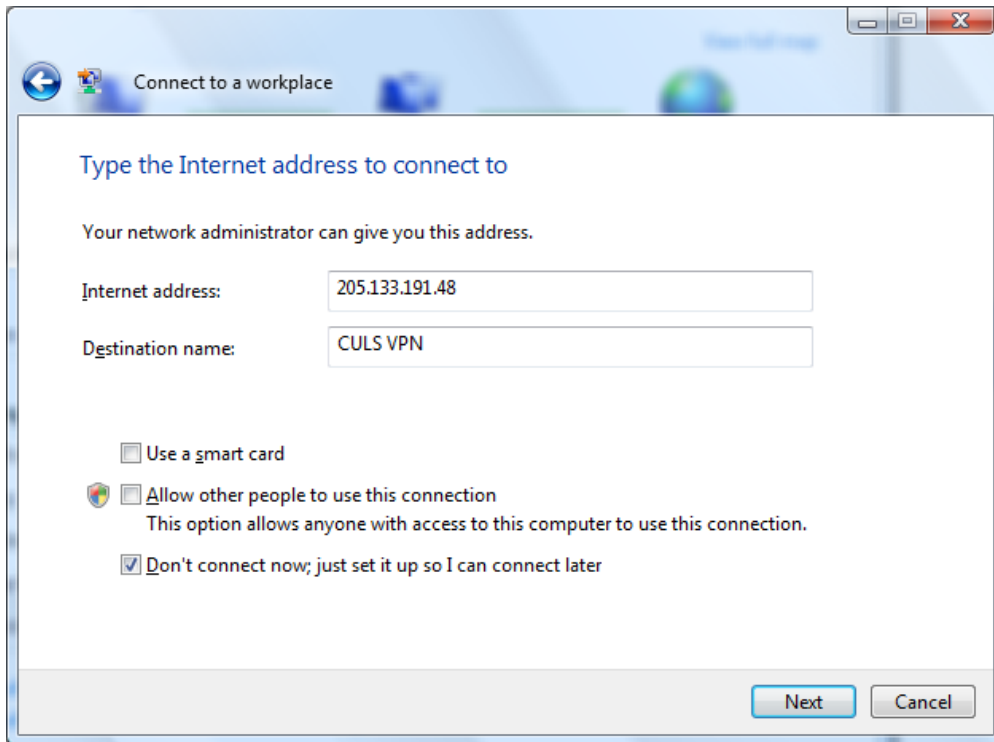 View full map
Connect to a workplace
Type the Internet address to connect to
Your network administrator can give you this address.
Internet address: 205.133.191.48
Destination name: CULS VPN
Use a smart card
Allow other people to use this connection
This option allows anyone with access to this computer to use this connection.
Don't connect now; just set it up so I can connect later
Next Cancel